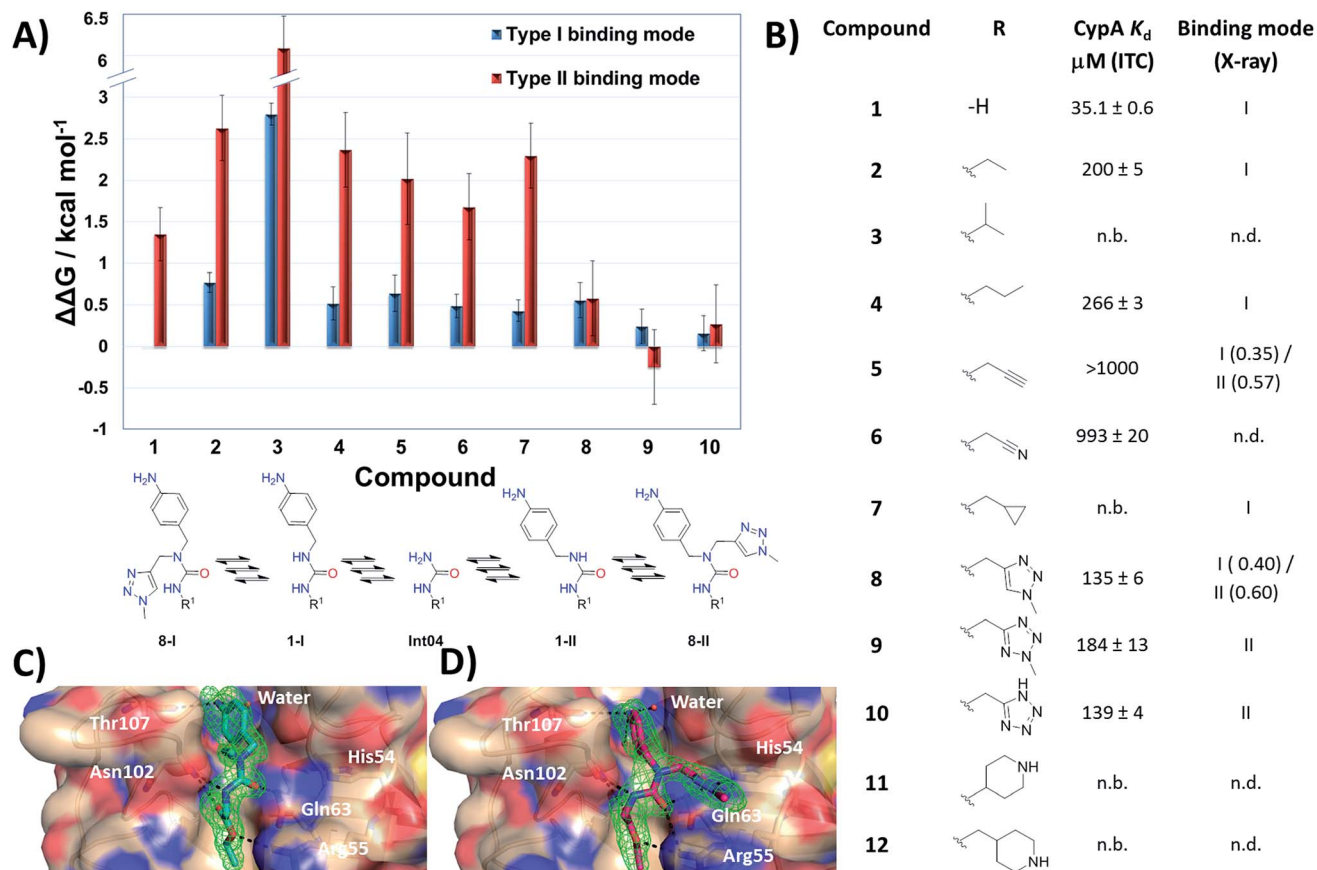 A)
6.5
6
3
2.5
2
1.5
1
0.5
0
-0.5
-1
ΔΔG / kcal mol-1
Type I binding mode
Type II binding mode
1 2 3 4 5 6 7 8 9 10
Compound
H2N H2N H2N H2N
N N N N O HN R1
HN O HN R1
H2N O HN R1
NH O HN R1
N N N N O HN R1
8-I 1-I Int04 1-II 8-II
C)
Water
Thr107
Asn102
His54
Gln63
Arg55
D)
Water
Thr107
Asn102
His54
Gln63
Arg55
B)
Compound R CypA Kd Binding mode
μM (ITC) (X-ray)
1 -H 35.1 ± 0.6 I
2 200 ± 5 I
3 n.b. n.d.
4 266 ± 3 I
5 >1000 I (0.35) /
II (0.57)
6 N 993 ± 20 n.d.
7 n.b. I
8 N N N 135 ± 6 I ( 0.40) /
II (0.60)
9 N N N N 184 ± 13 II
10 H N N N N 139 ± 4 II
11 NH n.b. n.d.
12 NH n.b. n.d.